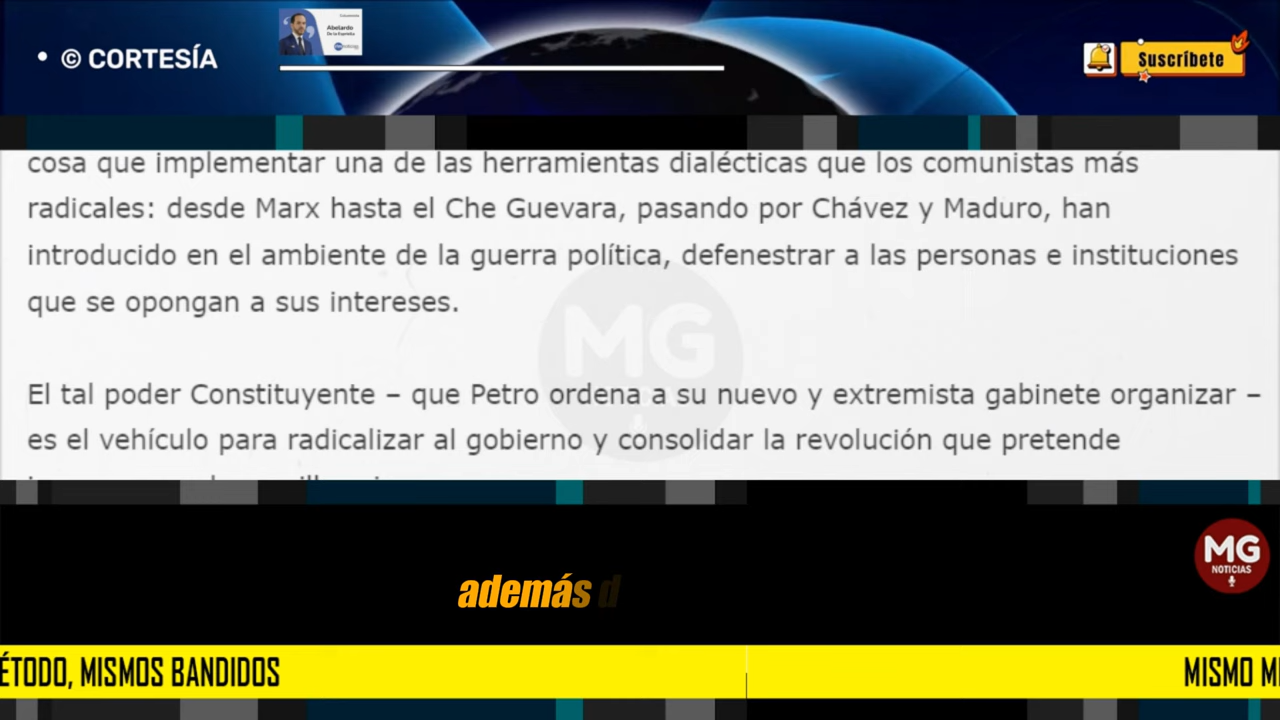 • © CORTESÍA
Abelardo
De la Espriella
Suscríbete
cosa que implementar una de las herramientas dialécticas que los comunistas más
radicales: desde Marx hasta el Che Guevara, pasando por Chávez y Maduro, han
introducido en el ambiente de la guerra política, defenestrar a las personas e instituciones
que se opongan a sus intereses.
MG
El tal poder Constituyente – que Petro ordena a su nuevo y extremista gabinete organizar –
es el vehículo para radicalizar al gobierno y consolidar la revolución que pretende
MG
NOTICIAS
además d
ÉTODO, MISMOS BANDIDOS
MISMO M